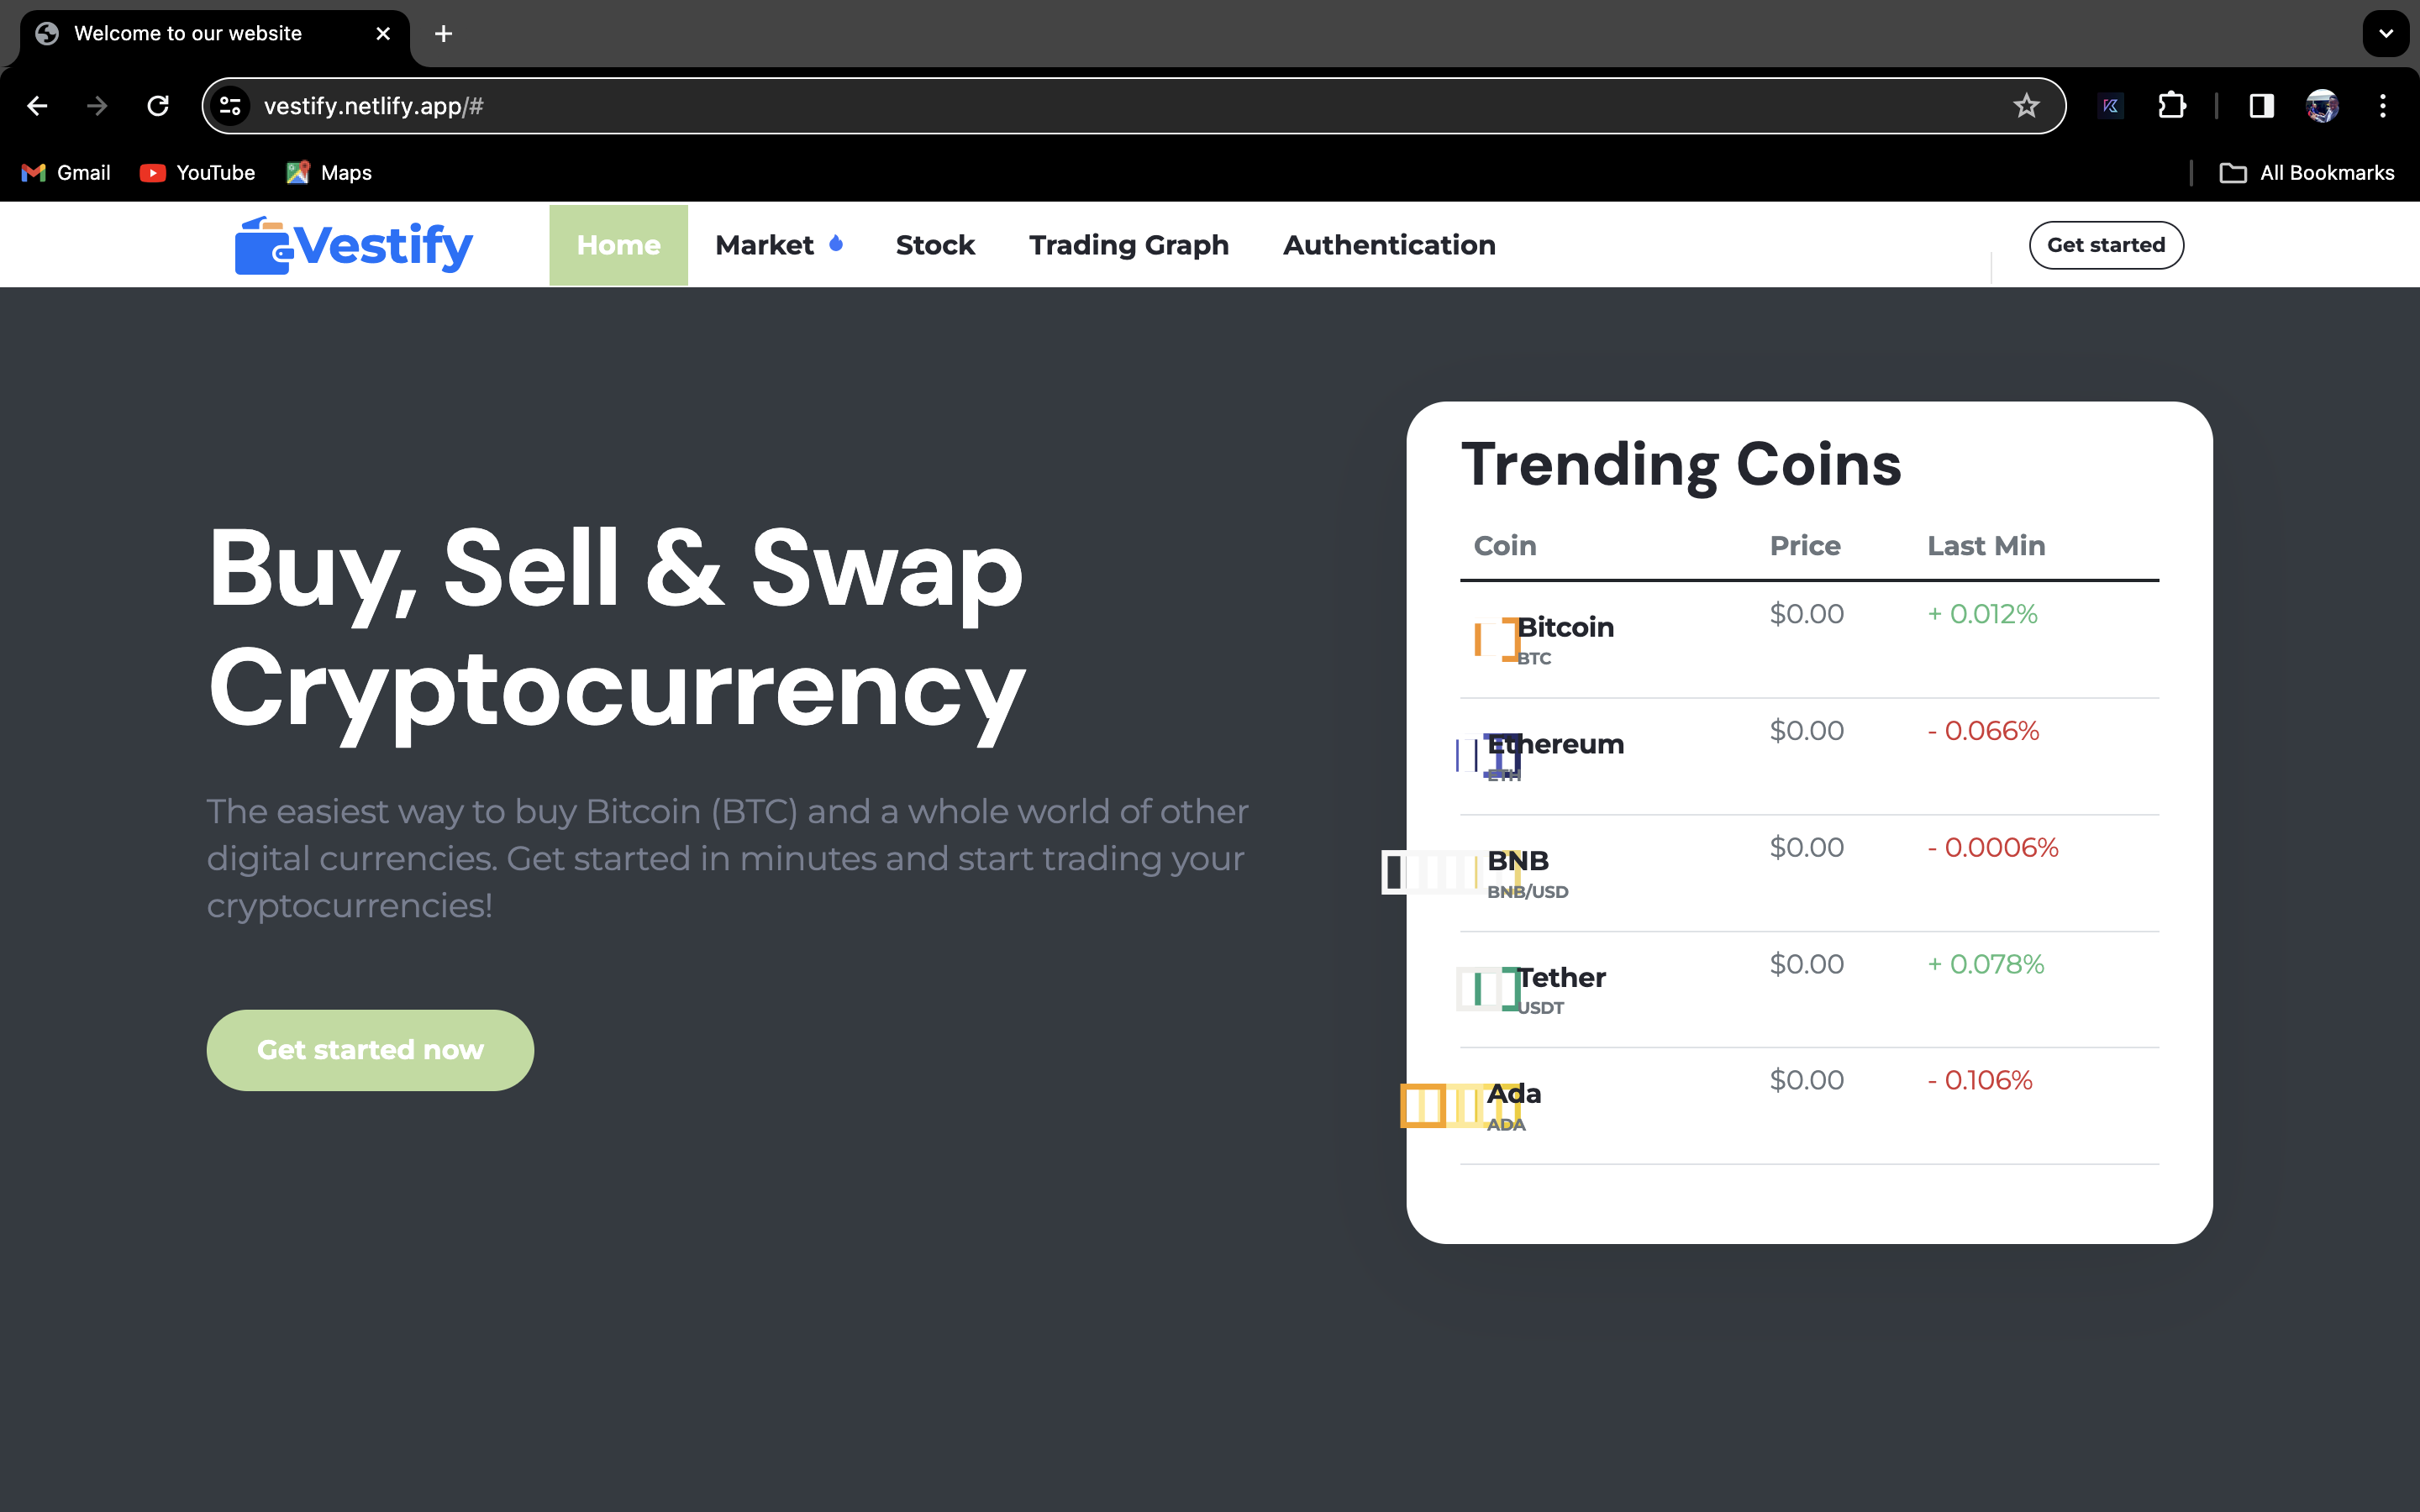 Welcome to our website
vestify.netlify.app/#
Gmail
YouTube
Maps
All Bookmarks
Vestify
Home
Market
Stock
Trading Graph
Authentication
Get started
Buy, Sell & Swap
Cryptocurrency
The easiest way to buy Bitcoin (BTC) and a whole world of other
digital currencies. Get started in minutes and start trading your
cryptocurrencies!
Get started now
Trending Coins
Coin Price Last Min
Bitcoin $0.00 + 0.012%
BTC
Ethereum $0.00 - 0.066%
ETH
BNB $0.00 - 0.0006%
BNB/USD
Tether $0.00 + 0.078%
USDT
Ada $0.00 - 0.106%
ADA